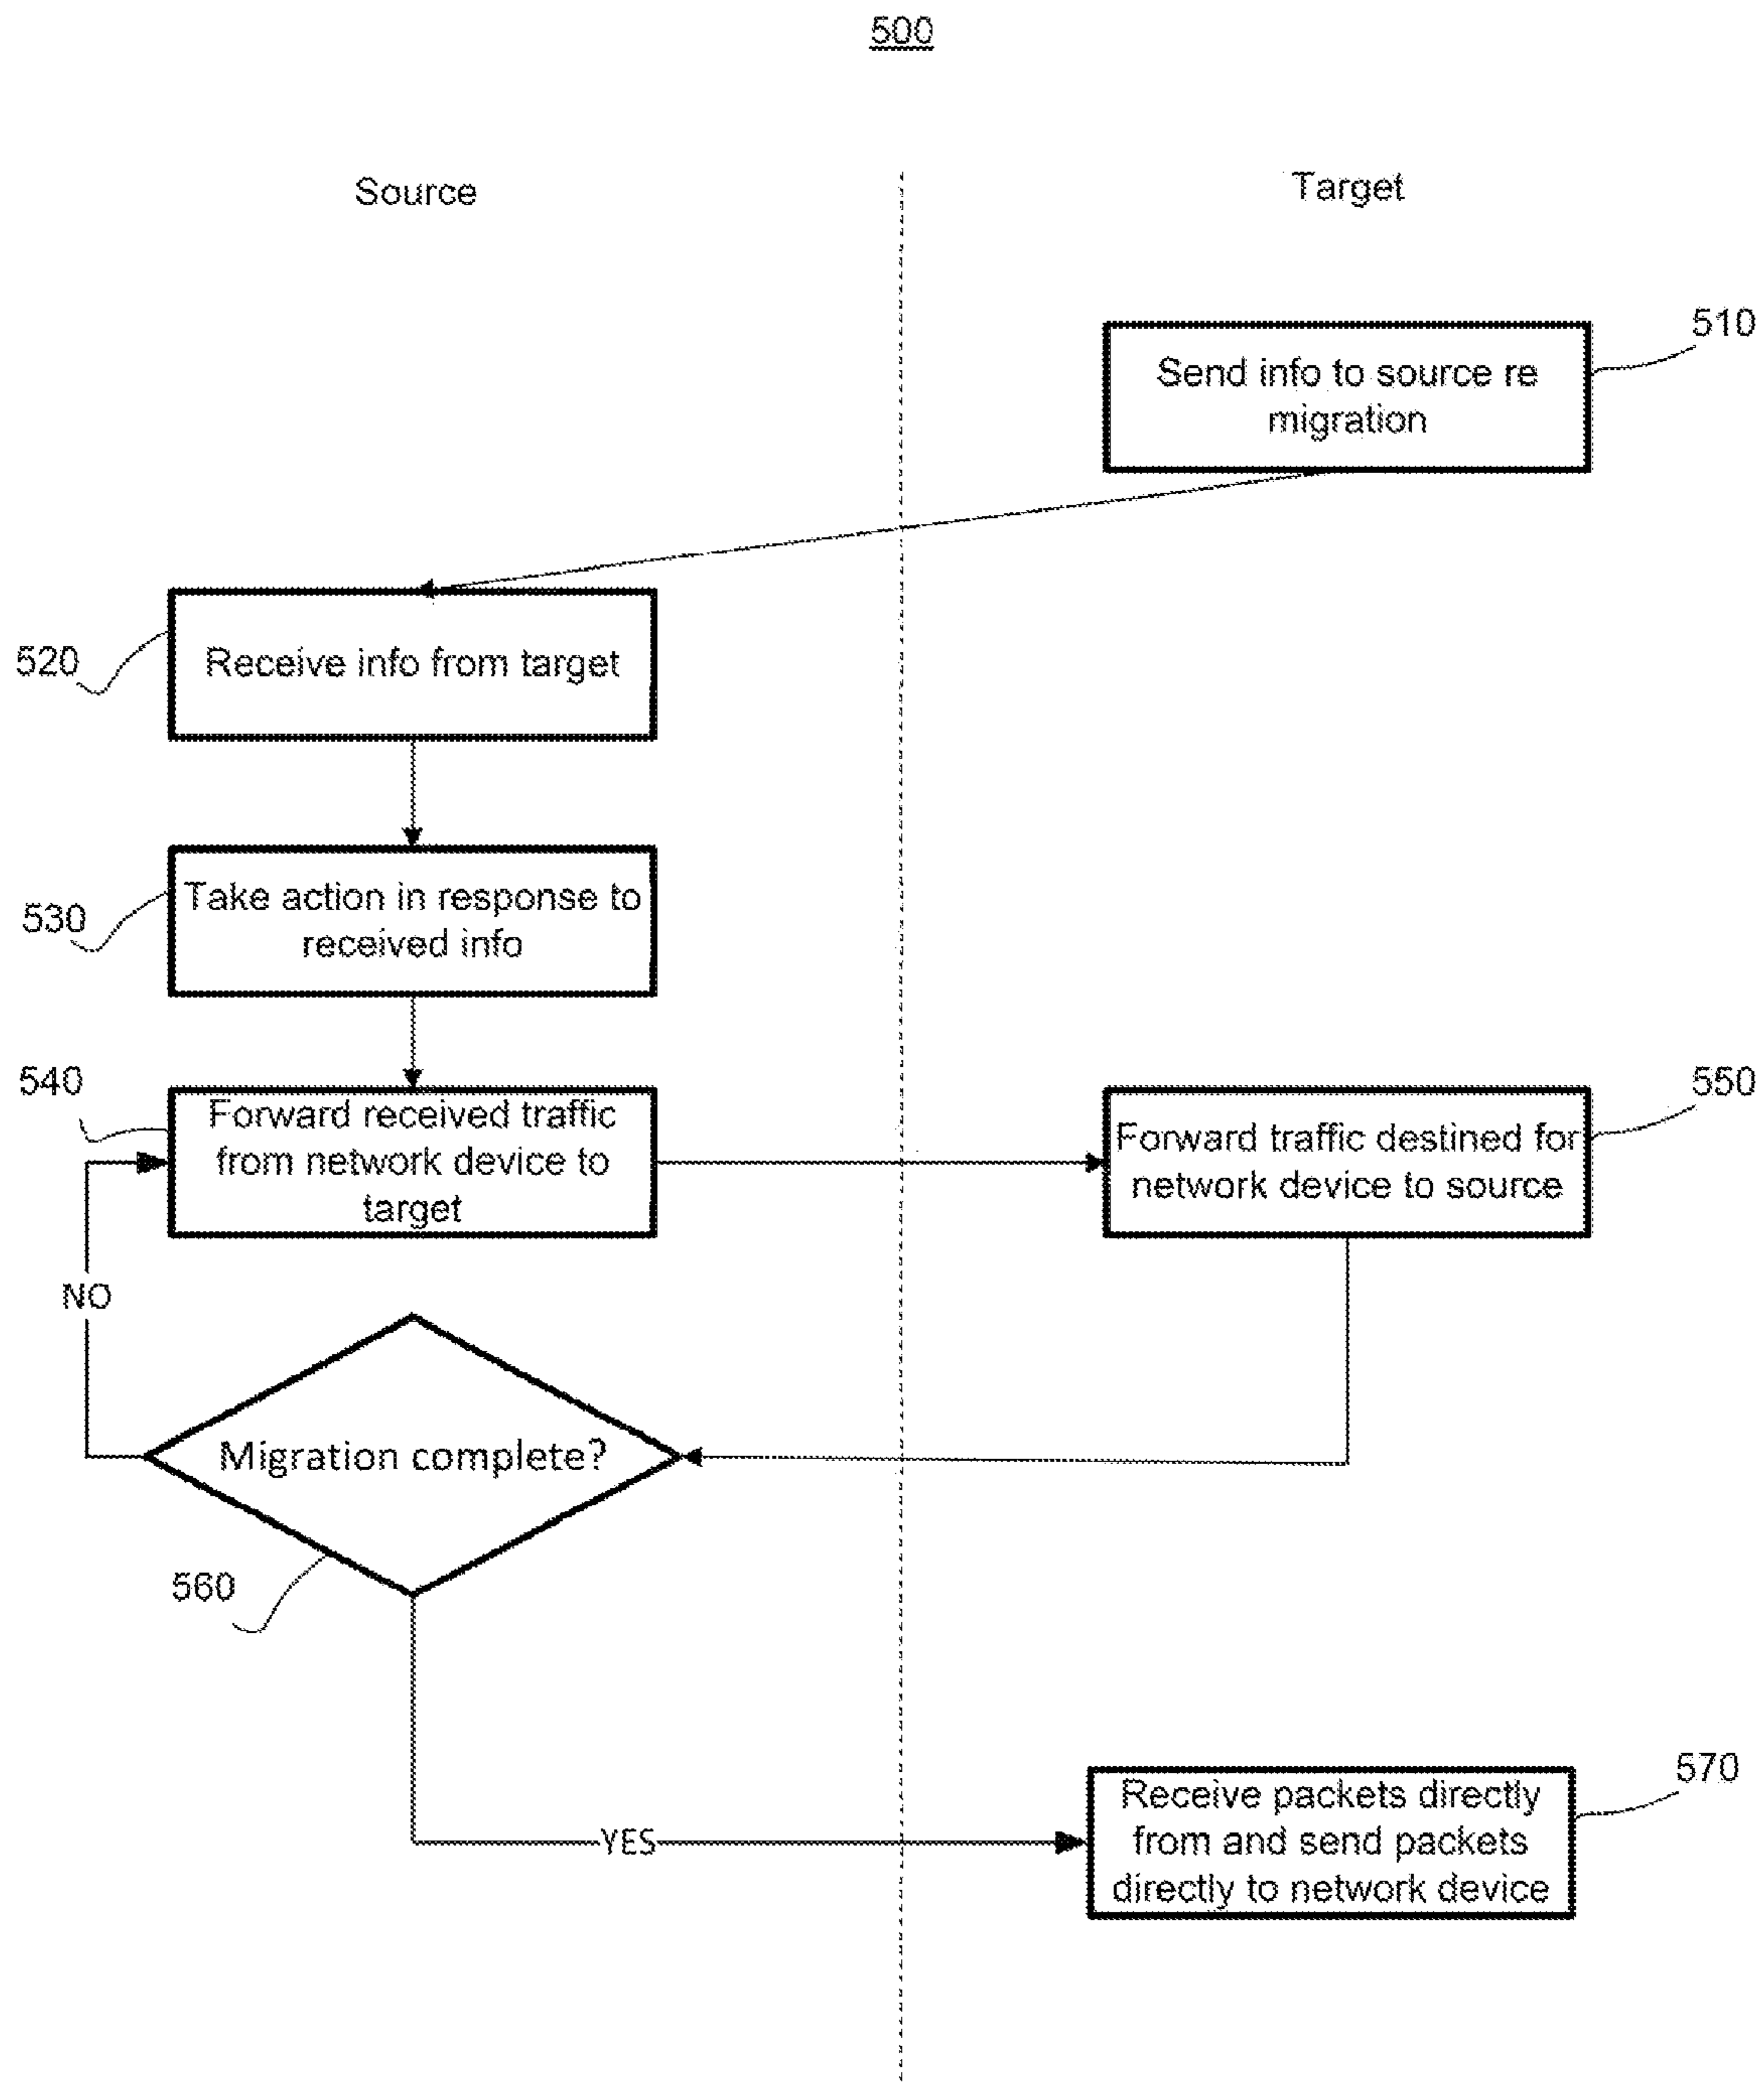 500
Source
Target
510
Send info to source re
migration
520
Receive info from target
530
Take action in response to
received info
540
Forward received traffic
from network device to
target
550
Forward traffic destined for
network device to source
NO
Migration complete?
560
YES
570
Receive packets directly
from and send packets
directly to network device